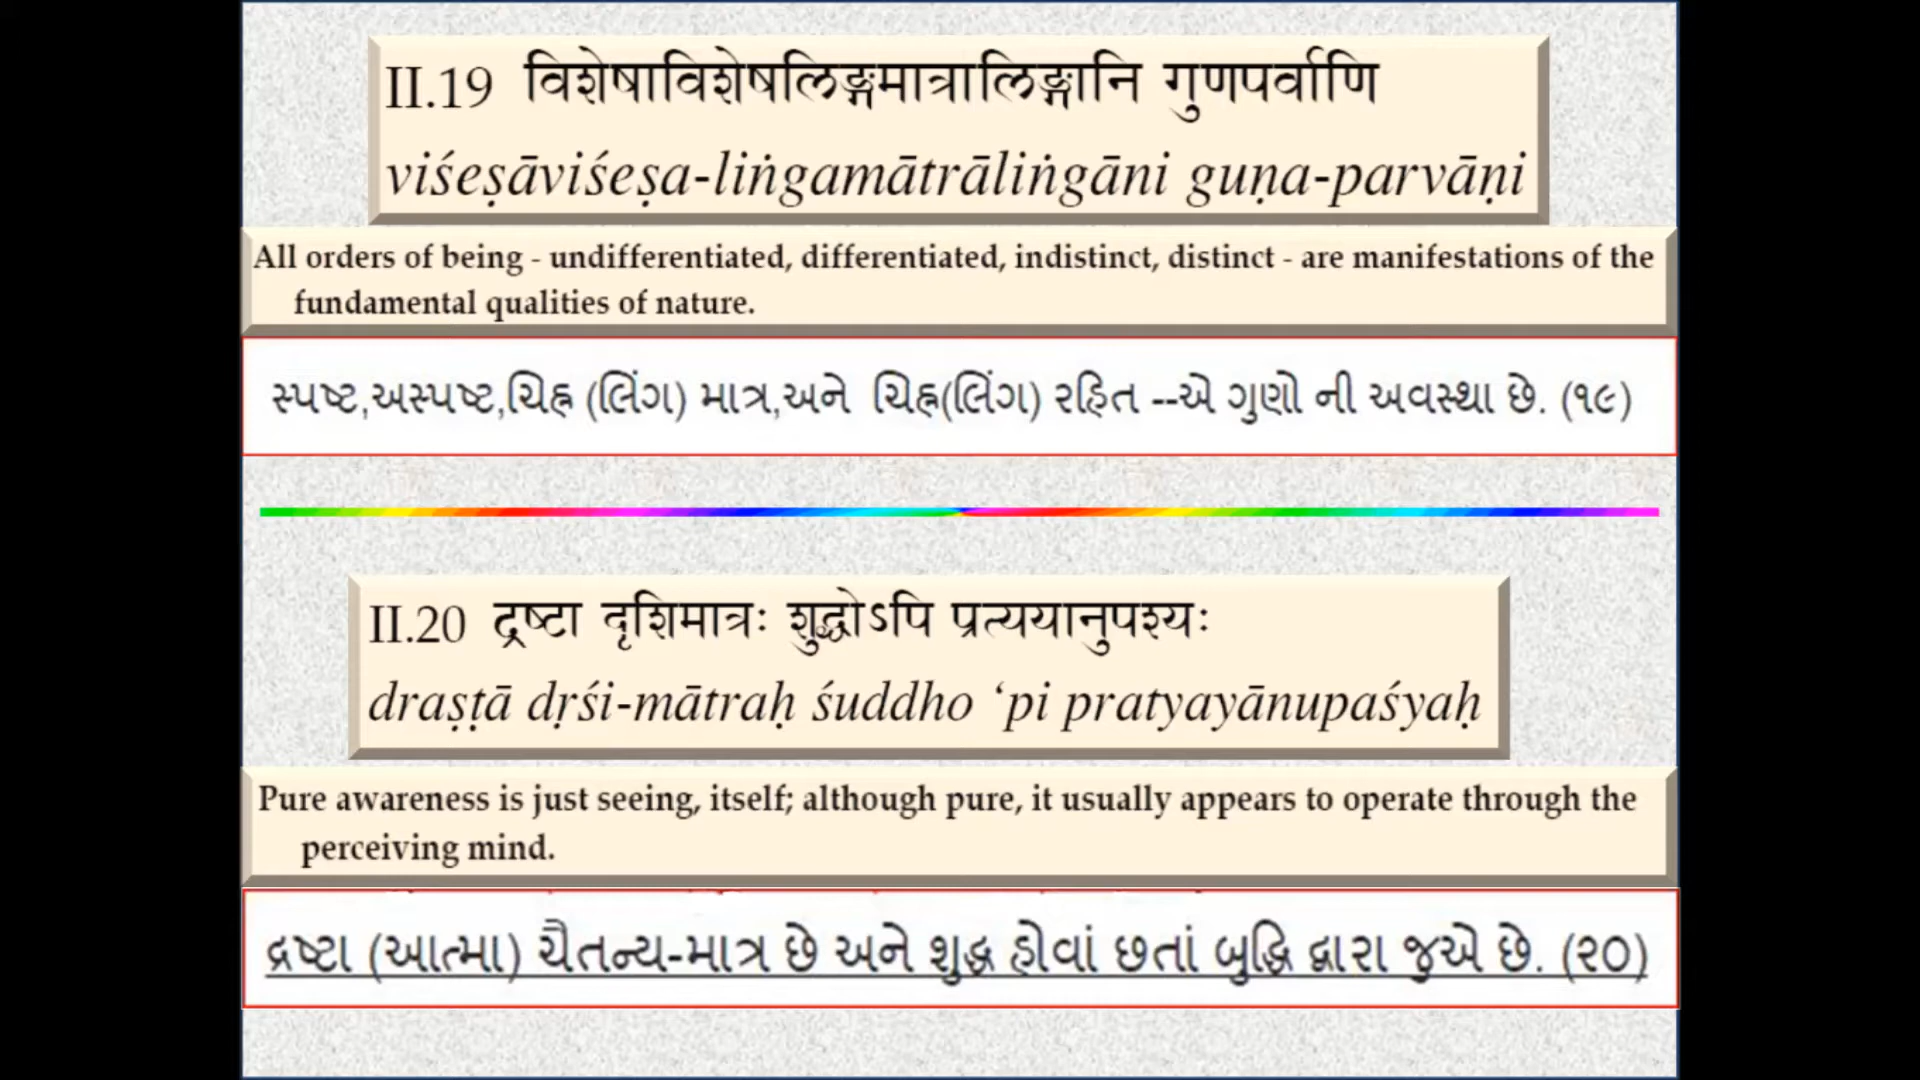 II.19 विशेषाविशेषलिङ्गमात्रालिङ्गानि गुणपर्वाणि
viśeṣāviśeṣa-liṅgamātrāliṅgāni guṇa-parvāṇi
All orders of being - undifferentiated, differentiated, indistinct, distinct - are manifestations of the
fundamental qualities of nature.
સ્પષ્ટ,અસ્પષ્ટ,ચિહ્ન (લિંગ) માત્ર,અને ચિહ્ન(લિંગ) રહિત --એ ગુણો ની અવસ્થા છે. (૧૯)
II.20 द्रष्टा दृशिमात्रः शुद्धोऽपि प्रत्ययानुपश्यः
draṣṭā dṛśi-mātraḥ śuddho ‘pi pratyayānupaśyaḥ
Pure awareness is just seeing, itself; although pure, it usually appears to operate through the
perceiving mind.
દ્રષ્ટા (આત્મા) ચૈતન્ય-માત્ર છે અને શુદ્ધ હોવાં છતાં બુદ્ધિ દ્વારા જુએ છે. (૨૦)